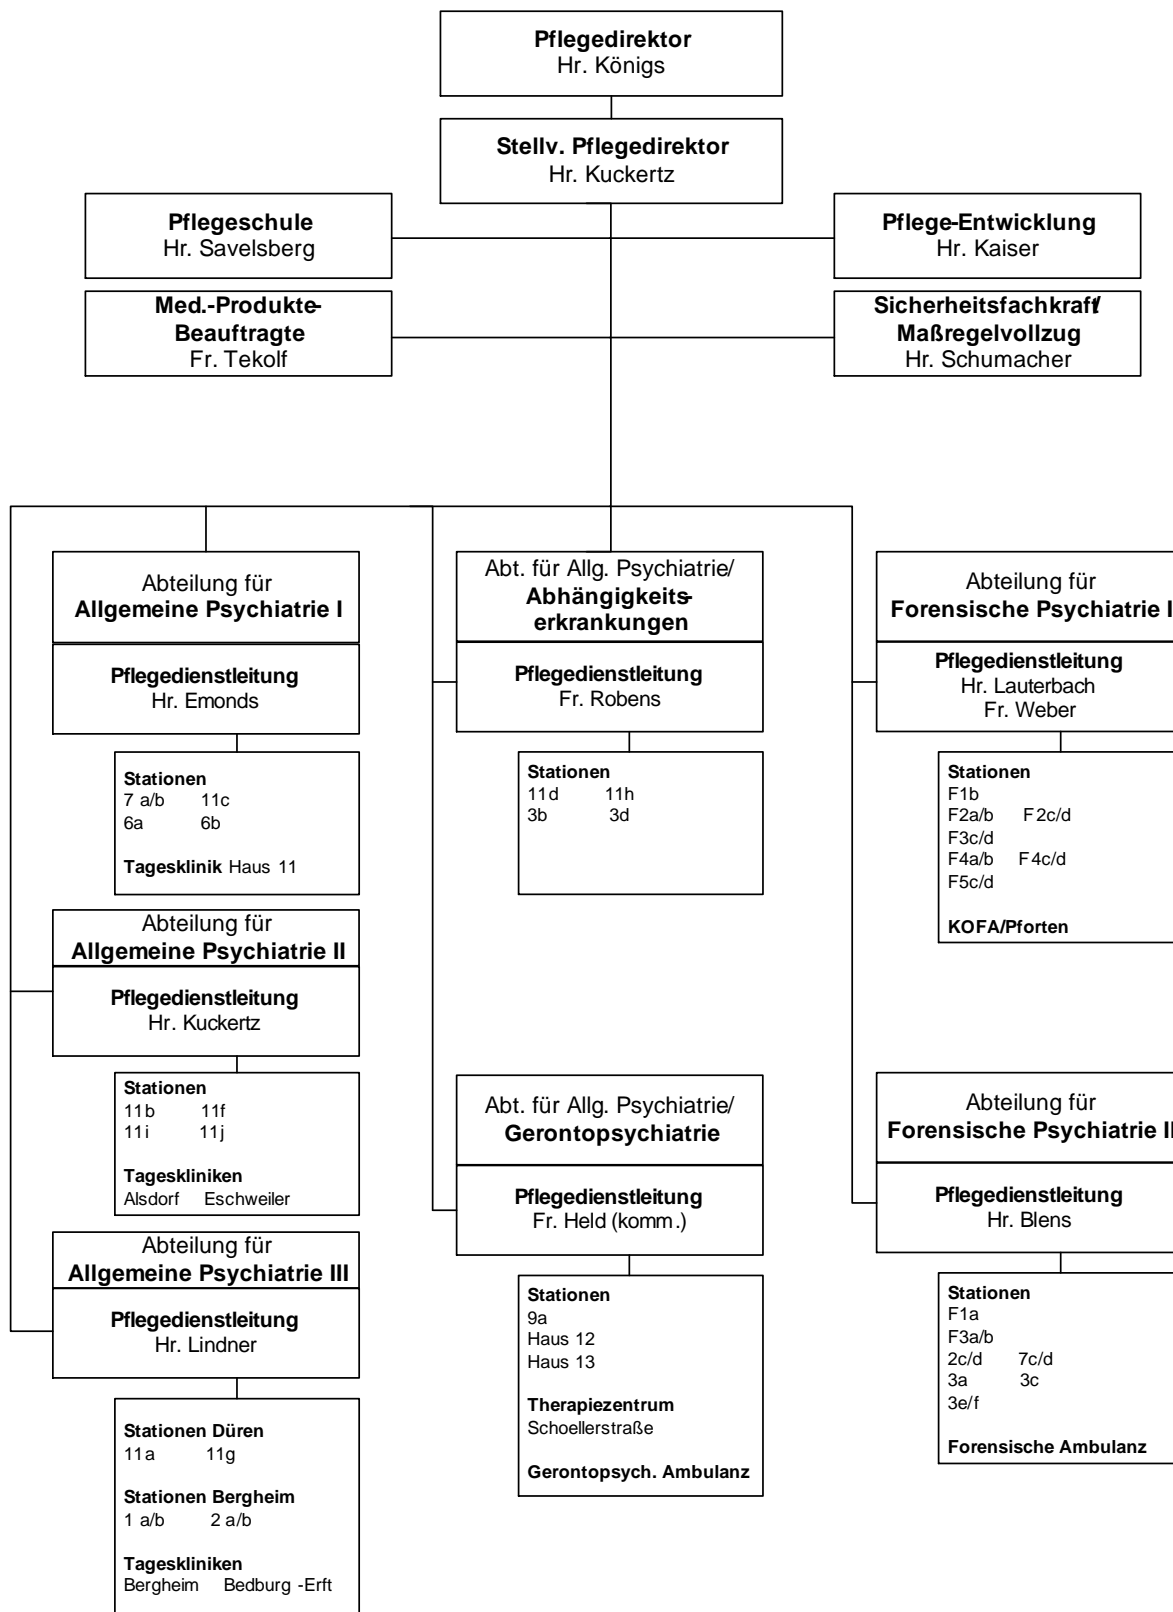 Pflegedirektor
Hr. Königs
Stellv. Pflegedirektor
Hr. Kuckertz
Pflegeschule
Hr. Savelsberg
Pflege-Entwicklung
Hr. Kaiser
Med.-Produkte-
Beauftragte
Fr. Tekolf
Sicherheitsfachkraft/
Maßregelvollzug
Hr. Schumacher
Abteilung für
Allgemeine Psychiatrie I
Pflegedienstleitung
Hr. Emonds
Stationen
7 a/b 11c
6a 6b
Tagesklinik Haus 11
Abteilung für
Allgemeine Psychiatrie II
Pflegedienstleitung
Hr. Kuckertz
Stationen
11b 11f
11i 11j
Tageskliniken
Alsdorf Eschweiler
Abteilung für
Allgemeine Psychiatrie III
Pflegedienstleitung
Hr. Lindner
Stationen Düren
11a 11g
Stationen Bergheim
1 a/b 2 a/b
Tageskliniken
Bergheim Bedburg -Erft
Abt. für Allg. Psychiatrie/
Abhängigkeits-
erkrankungen
Pflegedienstleitung
Fr. Robens
Stationen
11d 11h
3b 3d
Abt. für Allg. Psychiatrie/
Gerontopsychiatrie
Pflegedienstleitung
Fr. Held (komm.)
Stationen
9a
Haus 12
Haus 13
Therapiezentrum
Schoellerstraße
Gerontopsych. Ambulanz
Abteilung für
Forensische Psychiatrie I
Pflegedienstleitung
Hr. Lauterbach
Fr. Weber
Stationen
F1b
F2a/b F2c/d
F3c/d
F4a/b F4c/d
F5c/d
KOFA/Pforten
Abteilung für
Forensische Psychiatrie II
Pflegedienstleitung
Hr. Blens
Stationen
F1a
F3a/b
2c/d 7c/d
3a 3c
3e/f
Forensische Ambulanz